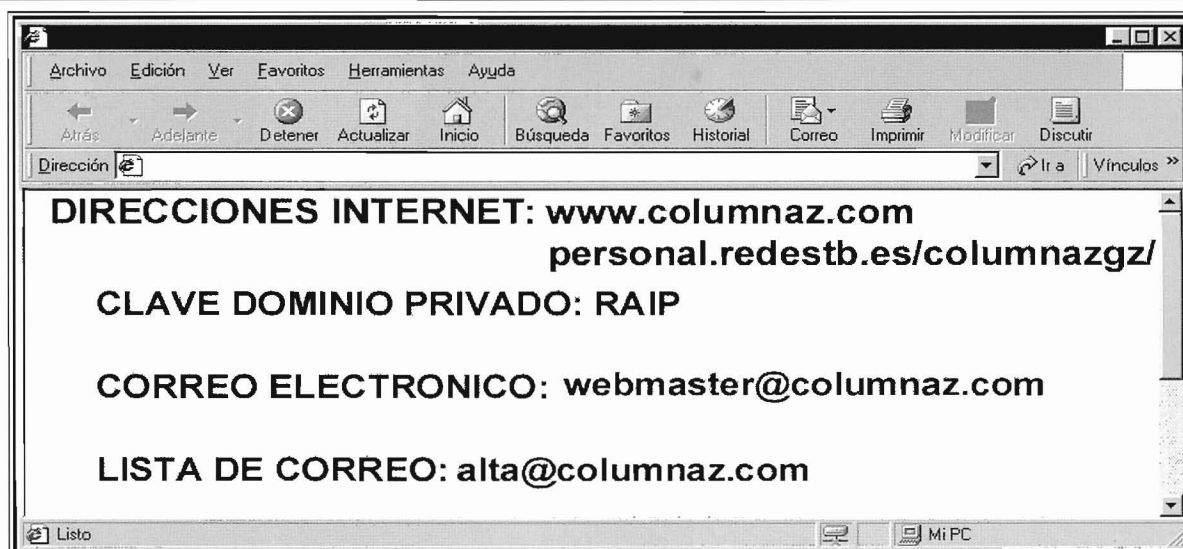 Archivo Edición Ver Favoritos Herramientas Ayuda
Atrás Adelante Detener Actualizar Inicio Búsqueda Favoritos Historial Correo Imprimir Modificar Discutir
Dirección Ir a Vínculos »
DIRECCIONES INTERNET: www.columnaz.com
personal.redestb.es/columnazgz/
CLAVE DOMINIO PRIVADO: RAIP
CORREO ELECTRONICO: webmaster@columnaz.com
LISTA DE CORREO: alta@columnaz.com
Listo Mi PC